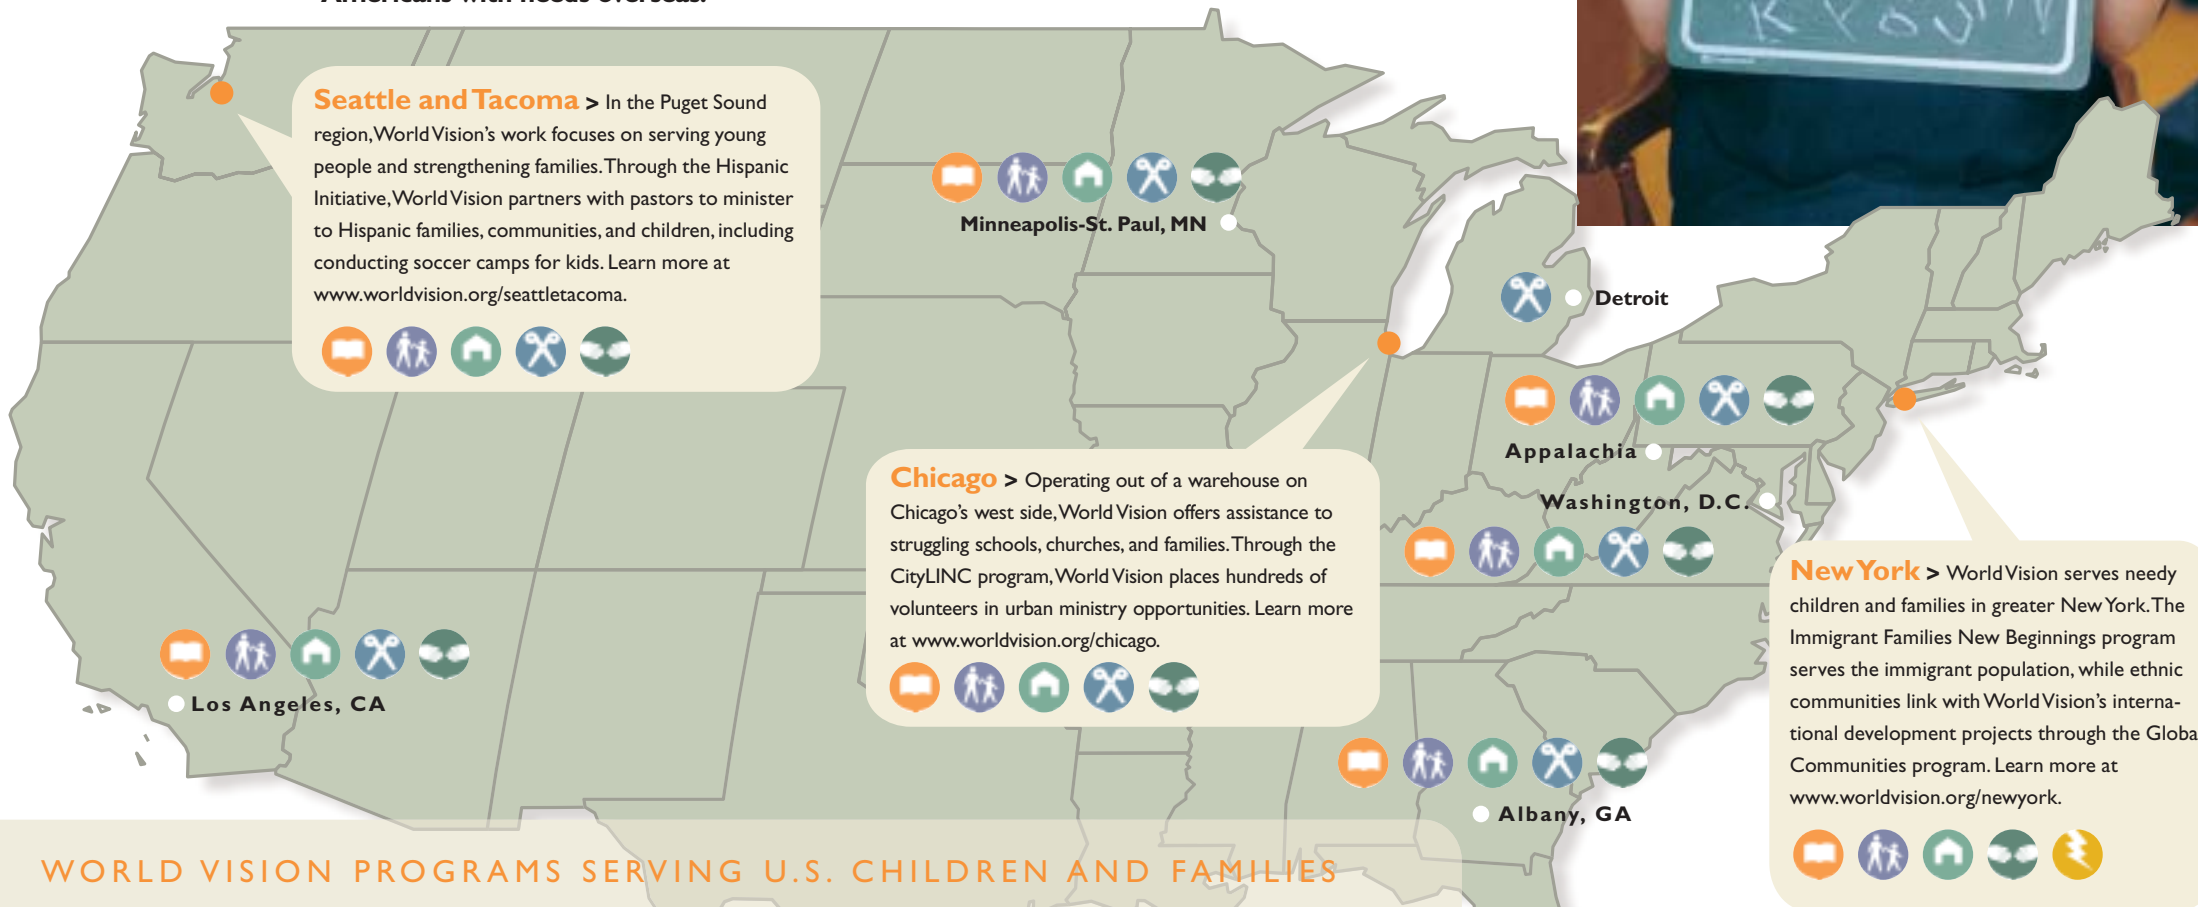 Americans with needs overseas.
Seattle and Tacoma > In the Puget Sound
region, World Vision's work focuses on serving young
people and strengthening families. Through the Hispanic
Initiative, World Vision partners with pastors to minister
to Hispanic families, communities, and children, including
conducting soccer camps for kids. Learn more at
www.worldvision.org/seattletacoma.
Minneapolis-St. Paul, MN
Detroit
Appalachia
Washington, D.C.
Chicago > Operating out of a warehouse on
Chicago's west side, World Vision offers assistance to
struggling schools, churches, and families. Through the
CityLINC program, World Vision places hundreds of
volunteers in urban ministry opportunities. Learn more
at www.worldvision.org/chicago.
New York > World Vision serves needy
children and families in greater New York. The
Immigrant Families New Beginnings program
serves the immigrant population, while ethnic
communities link with World Vision's interna-
tional development projects through the Globa
Communities program. Learn more at
www.worldvision.org/newyork.
Los Angeles, CA
Albany, GA
WORLD VISION PROGRAMS SERVING U.S. CHILDREN AND FAMILIES